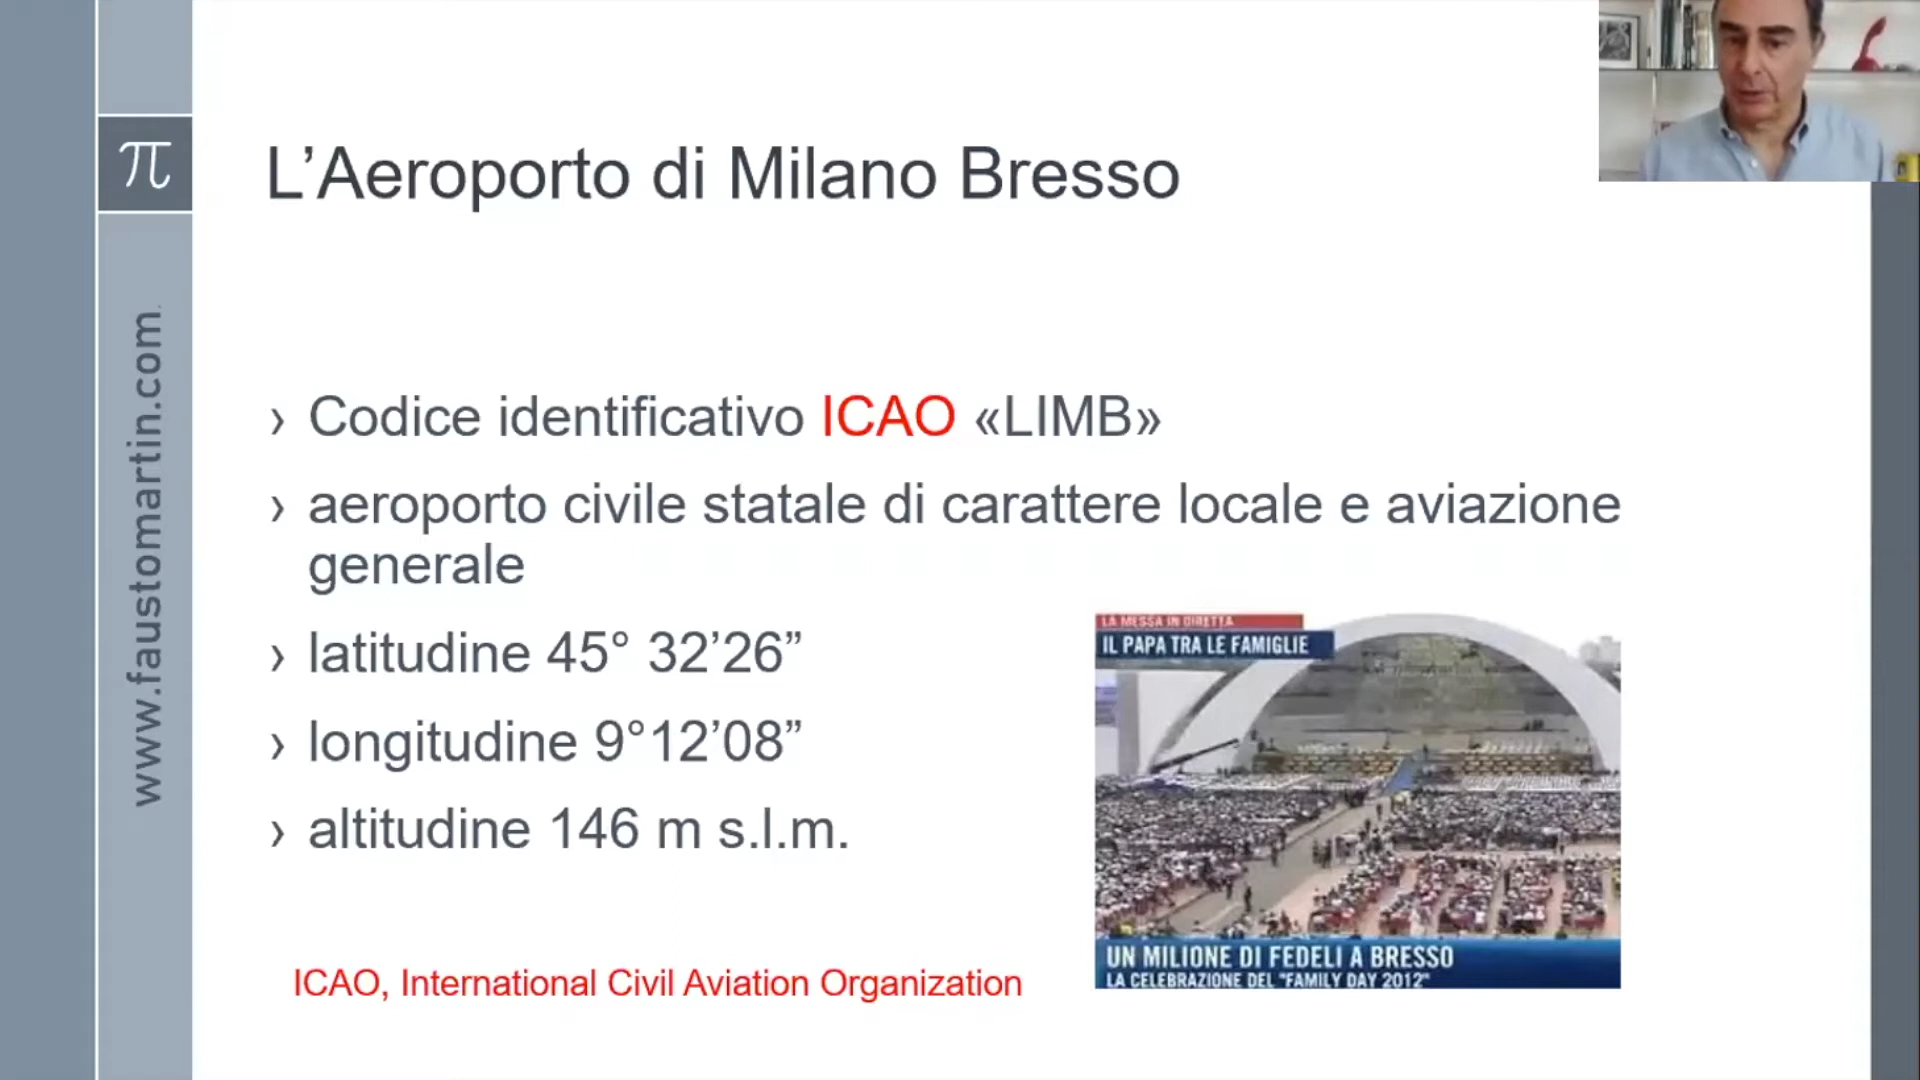 π
www.faustomartin.com
L’Aeroporto di Milano Bresso
› Codice identificativo ICAO «LIMB»
› aeroporto civile statale di carattere locale e aviazione
generale
› latitudine 45° 32’26”
› longitudine 9°12’08”
› altitudine 146 m s.l.m.
LA MESSA IN DIRETTA
IL PAPA TRA LE FAMIGLIE
UN MILIONE DI FEDELI A BRESSO
LA CELEBRAZIONE DEL "FAMILY DAY 2012"
ICAO, International Civil Aviation Organization